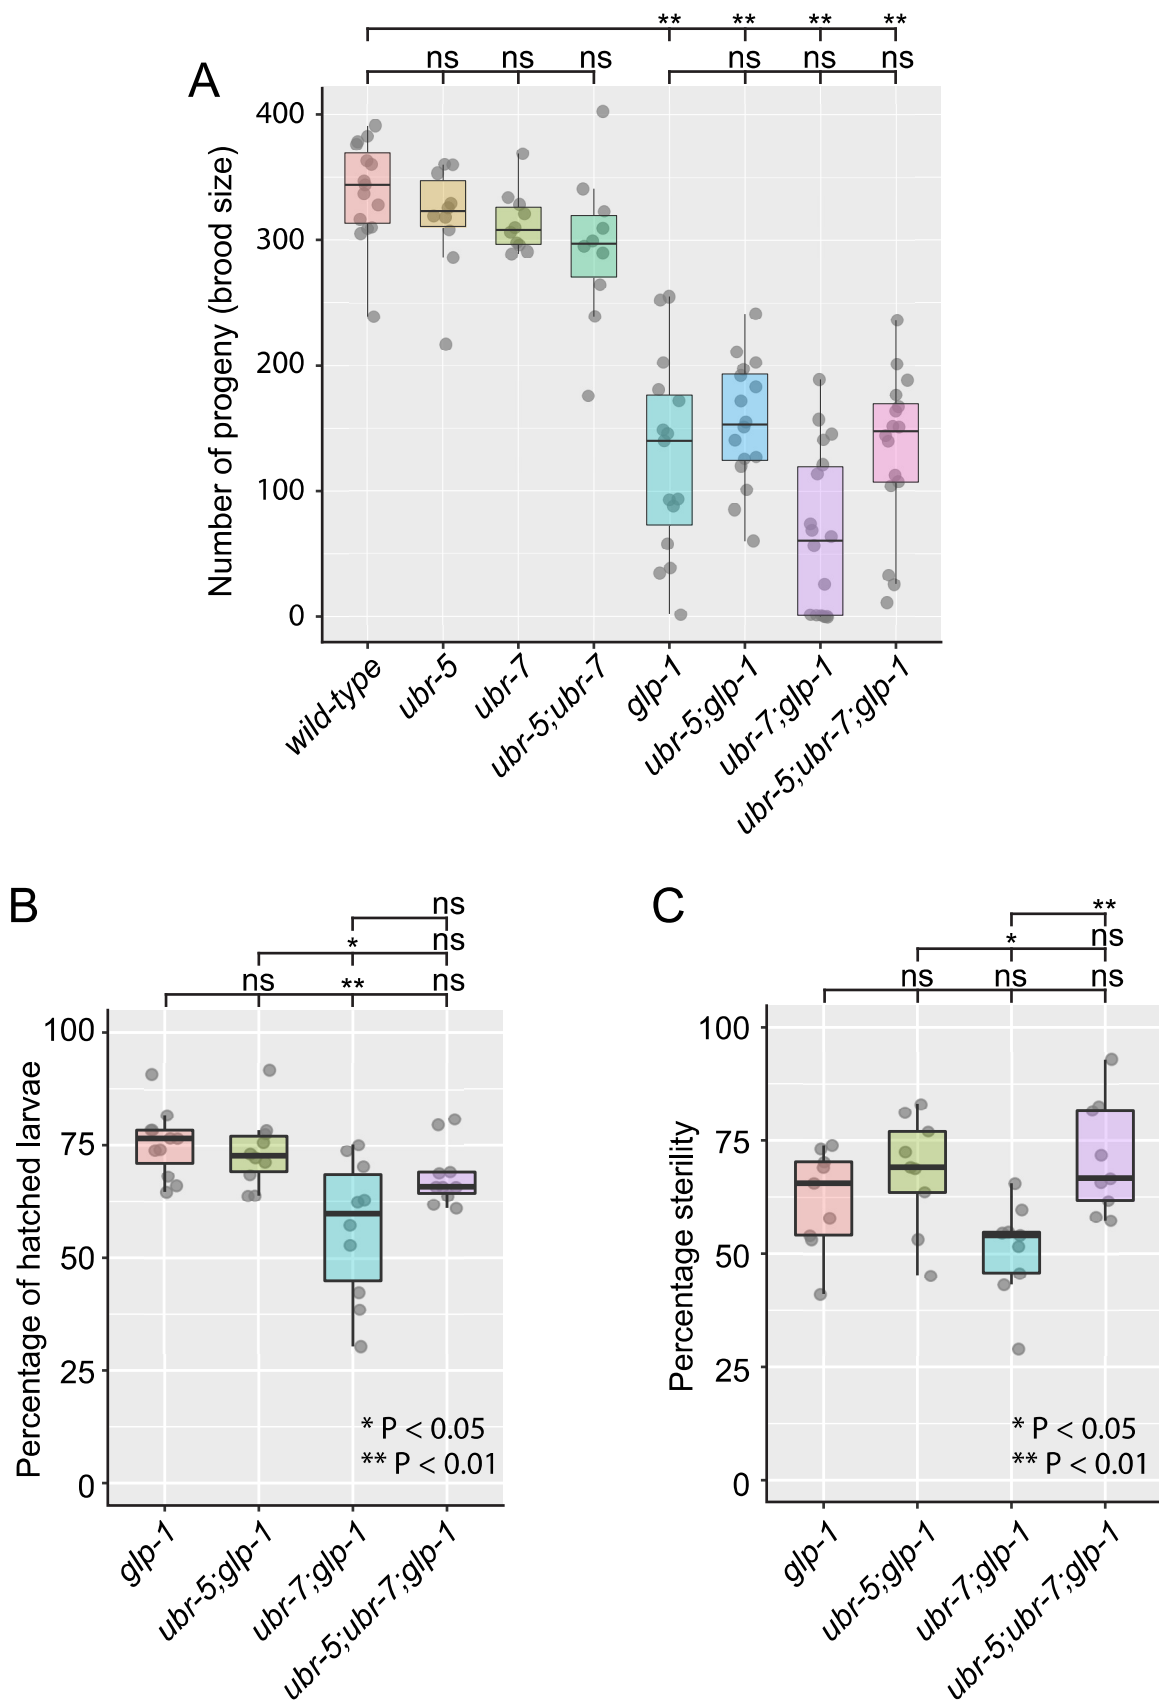 ** ** ** **
ns ns ns ns ns ns
A
Number of progeny (brood size)
400
300
200
100
0
wild-type
ubr-5
ubr-7
ubr-5;ubr-7
glp-1
ubr-5;glp-1
ubr-7;glp-1
ubr-5;ubr-7;glp-1
B
ns
* ns
ns ** ns
Percentage of hatched larvae
100
75
50
25
0
* P < 0.05
** P < 0.01
glp-1
ubr-5;glp-1
ubr-7;glp-1
ubr-5;ubr-7;glp-1
C
**
* ns
ns ns ns
Percentage sterility
100
75
50
25
0
* P < 0.05
** P < 0.01
glp-1
ubr-5;glp-1
ubr-7;glp-1
ubr-5;ubr-7;glp-1